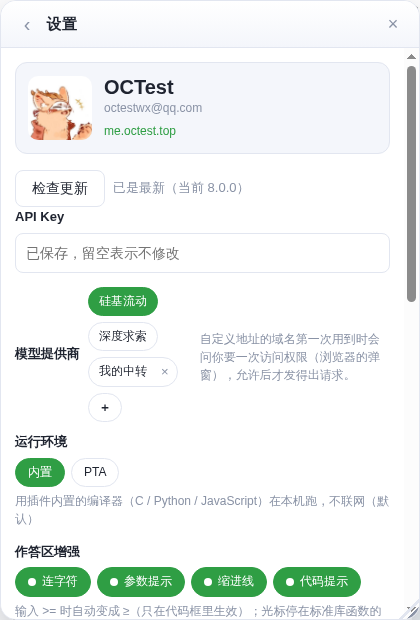 ‹ 设置 ×
OCTest
octestwx@qq.com
me.octest.top
检查更新 已是最新（当前 8.0.0）
API Key
已保存，留空表示不修改
模型提供商
硅基流动
深度求索
我的中转 ×
+
自定义地址的域名第一次用到时会
问你要一次访问权限（浏览器的弹
窗），允许后才发得出请求。
运行环境
内置 PTA
用插件内置的编译器（C / Python / JavaScript）在本机跑，不联网（默
认）
作答区增强
连字符 参数提示 缩进线 代码提示
输入 >= 时自动变成 ≥（只在代码框里生效）；光标停在标准库函数的